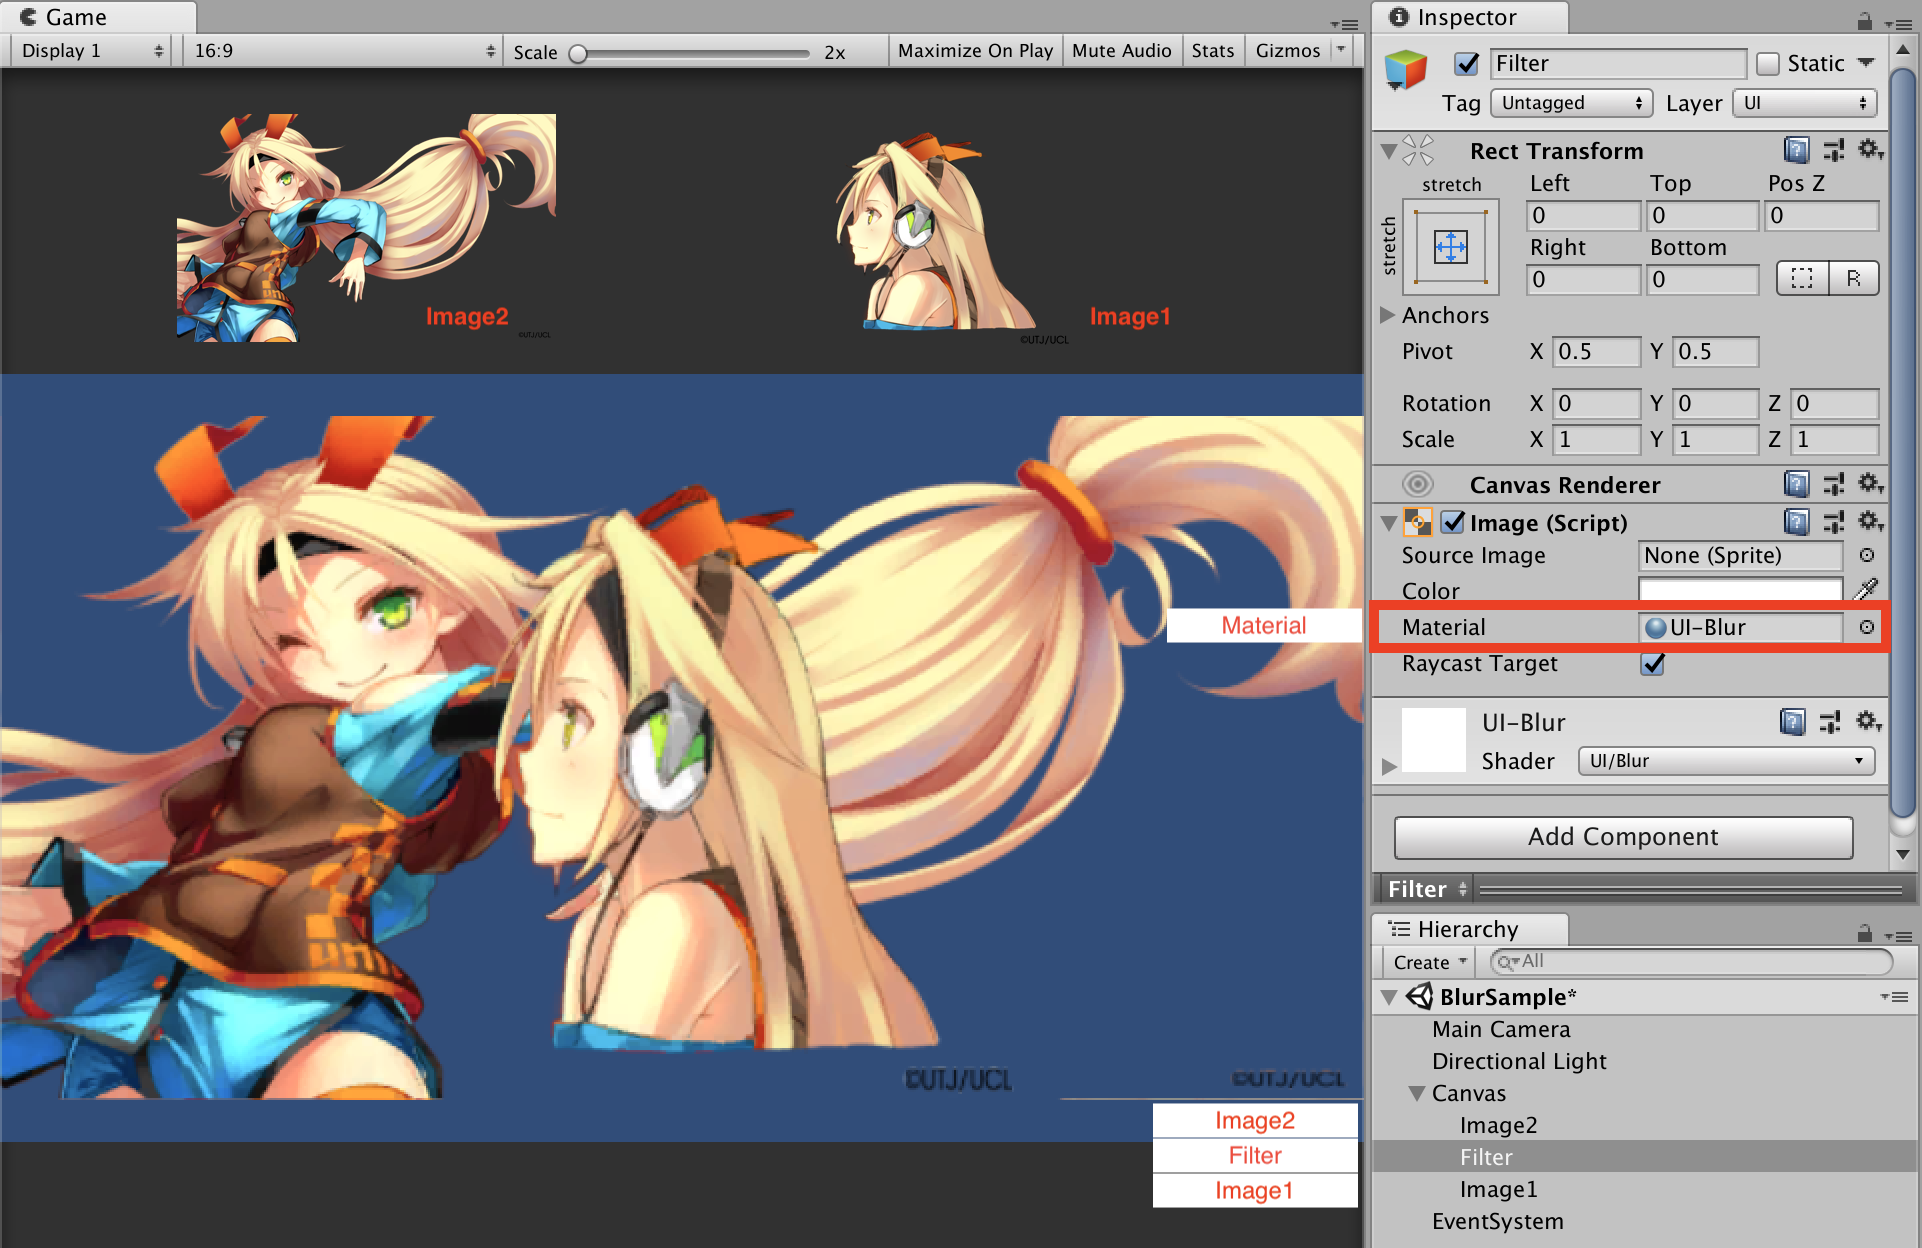 Game
Display 1
16:9
Scale
2x
Maximize On Play
Mute Audio
Stats
Gizmos
Image2
©UTJ/UCL
Image1
©UTJ/UCL
Material
©UTJ/UCL
©UTJ/UCL
Image2
Filter
Image1
Inspector
Filter
Static
Tag Untagged Layer UI
Rect Transform
stretch
stretch
Left Top Pos Z
0 0 0
Right Bottom
0 0
R
Anchors
Pivot X 0.5 Y 0.5
Rotation X 0 Y 0 Z 0
Scale X 1 Y 1 Z 1
Canvas Renderer
Image (Script)
Source Image None (Sprite)
Color
Material UI-Blur
Raycast Target
UI-Blur
Shader UI/Blur
Add Component
Filter
Hierarchy
Create All
BlurSample*
Main Camera
Directional Light
Canvas
Image2
Filter
Image1
EventSystem